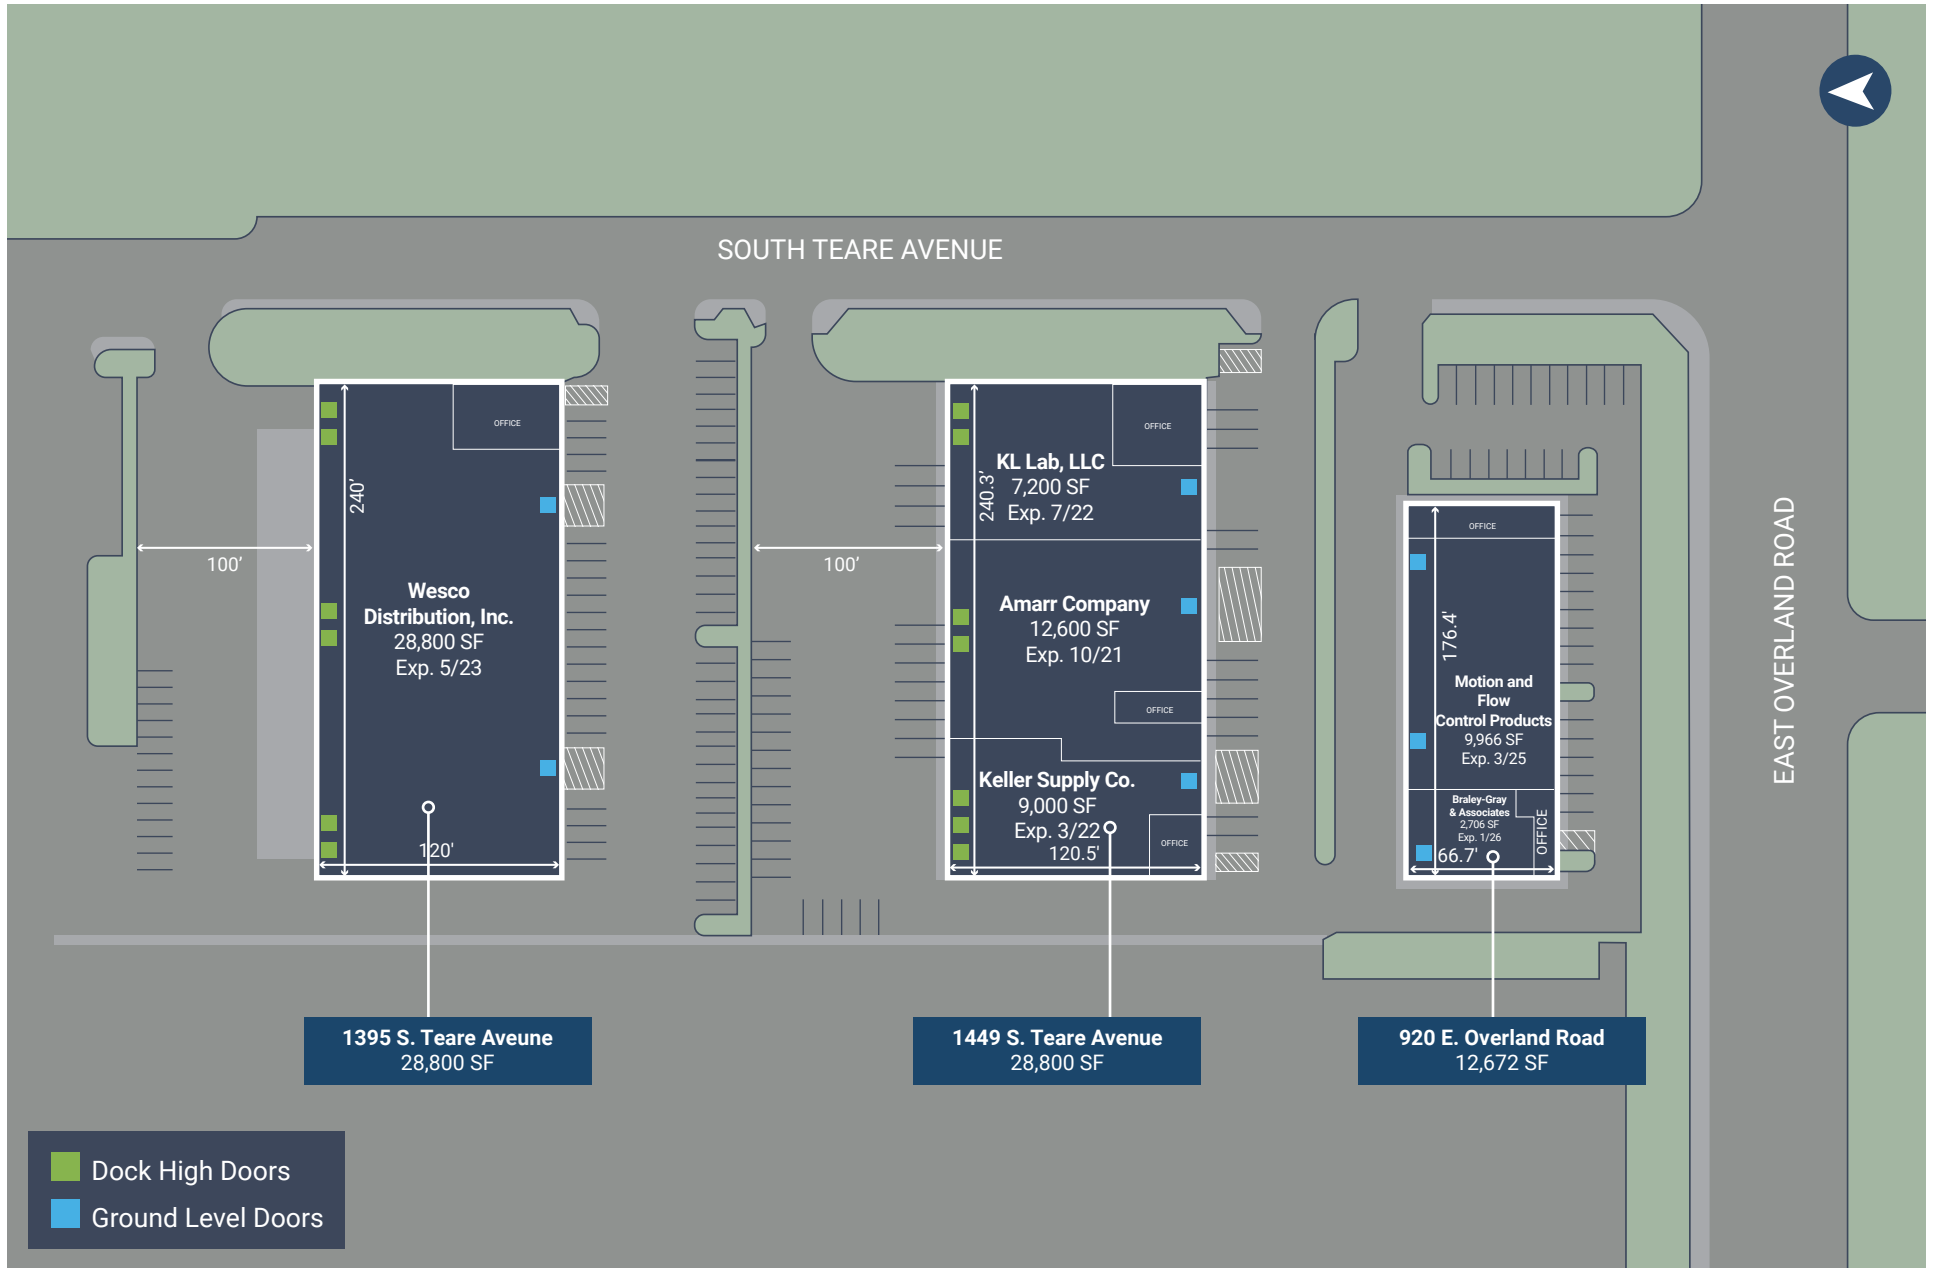 SOUTH TEARE AVENUE
EAST OVERLAND ROAD
OFFICE
240'
100’
Wesco
Distribution, Inc.
28,800 SF
Exp. 5/23
120'
OFFICE
KL Lab, LLC
7,200 SF
Exp. 7/22
240.3'
100’
Amarr Company
12,600 SF
Exp. 10/21
OFFICE
Keller Supply Co.
9,000 SF
Exp. 3/22
120.5'
OFFICE
OFFICE
176.4'
Motion and
Flow
Control Products
9,966 SF
Exp. 3/25
Braley-Gray
& Associates
2,706 SF
Exp. 1/26
OFFICE
66.7'
1395 S. Teare Aveune
28,800 SF
1449 S. Teare Avenue
28,800 SF
920 E. Overland Road
12,672 SF
Dock High Doors
Ground Level Doors